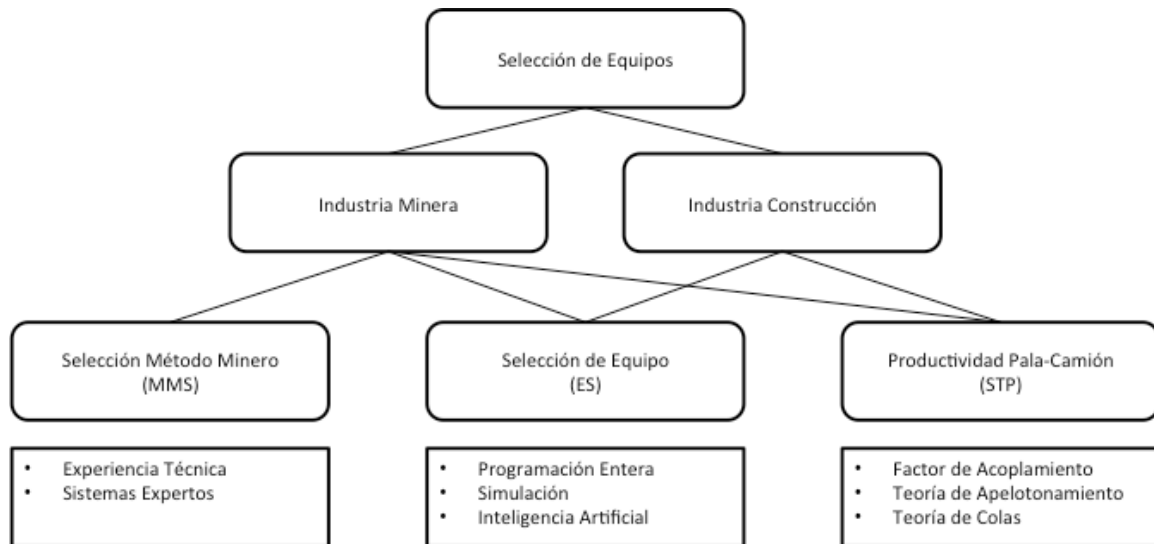 Selección de Equipos
Industria Minera
Industria Construcción
Selección Método Minero
(MMS)
Selección de Equipo
(ES)
Productividad Pala-Camión
(STP)
• Experiencia Técnica
• Sistemas Expertos
• Programación Entera
• Simulación
• Inteligencia Artificial
• Factor de Acoplamiento
• Teoría de Apelotonamiento
• Teoría de Colas